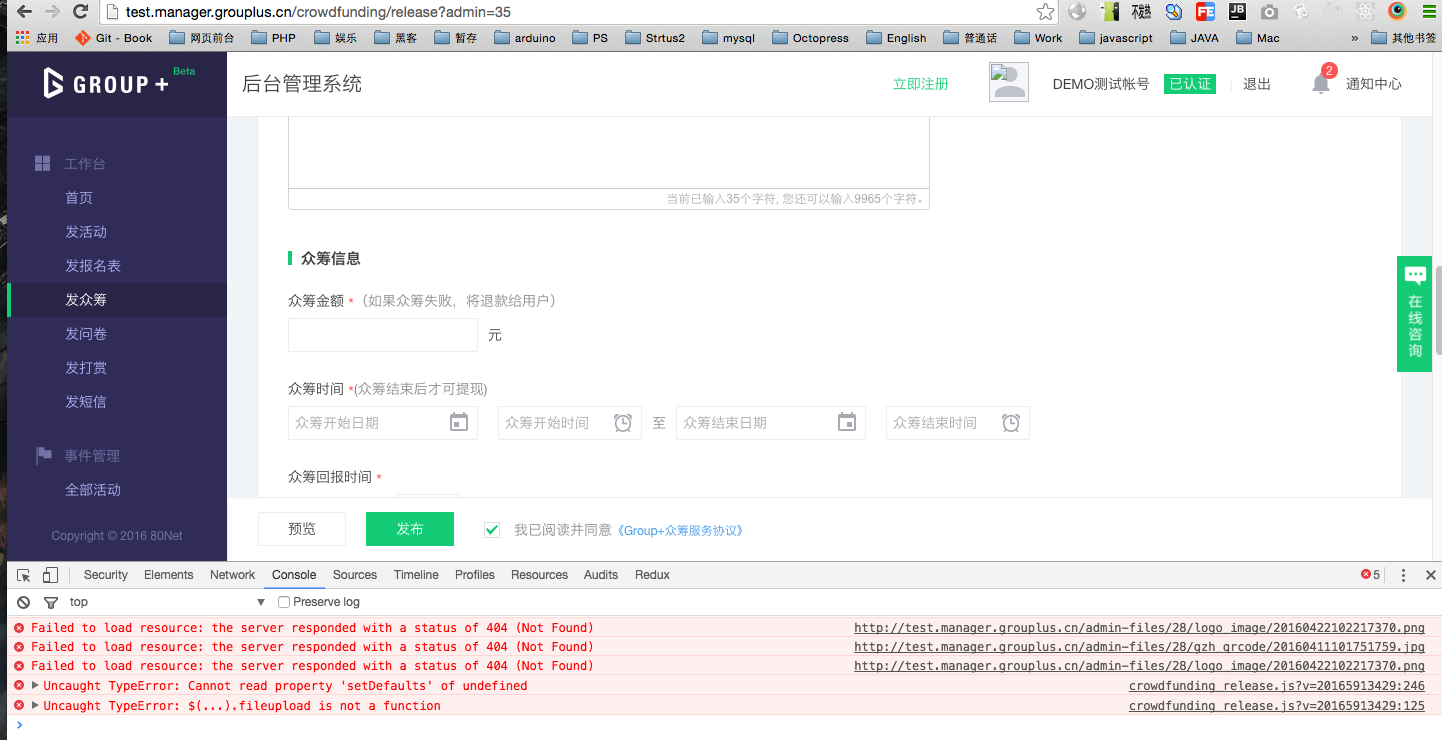 test.manager.grouplus.cn/crowdfunding/release?admin=35
应用 Git - Book 网页前台 PHP 娱乐 黑客 暂存 arduino PS Strtus2 mysql Octopress English 普通话 Work javascript JAVA Mac » 其他书签
GROUP + Beta
后台管理系统 立即注册 DEMO测试帐号 已认证 退出 2 通知中心
工作台
首页
发活动
发报名表
发众筹
发问卷
发打赏
发短信
事件管理
全部活动
Copyright © 2016 80Net
当前已输入35个字符, 您还可以输入9965个字符。
众筹信息
众筹金额 *（如果众筹失败，将退款给用户）
元
众筹时间 *(众筹结束后才可提现)
众筹开始日期 众筹开始时间 至 众筹结束日期 众筹结束时间
众筹回报时间 *
预览 发布 我已阅读并同意《Group+众筹服务协议》
在线咨询
Security Elements Network Console Sources Timeline Profiles Resources Audits Redux 5
top Preserve log
Failed to load resource: the server responded with a status of 404 (Not Found) http://test.manager.grouplus.cn/admin-files/28/logo_image/20160422102217370.png
Failed to load resource: the server responded with a status of 404 (Not Found) http://test.manager.grouplus.cn/admin-files/28/gzh_qrcode/20160411101751759.jpg
Failed to load resource: the server responded with a status of 404 (Not Found) http://test.manager.grouplus.cn/admin-files/28/logo_image/20160422102217370.png
Uncaught TypeError: Cannot read property 'setDefaults' of undefined crowdfunding_release.js?v=20165913429:246
Uncaught TypeError: $(...).fileupload is not a function crowdfunding_release.js?v=20165913429:125